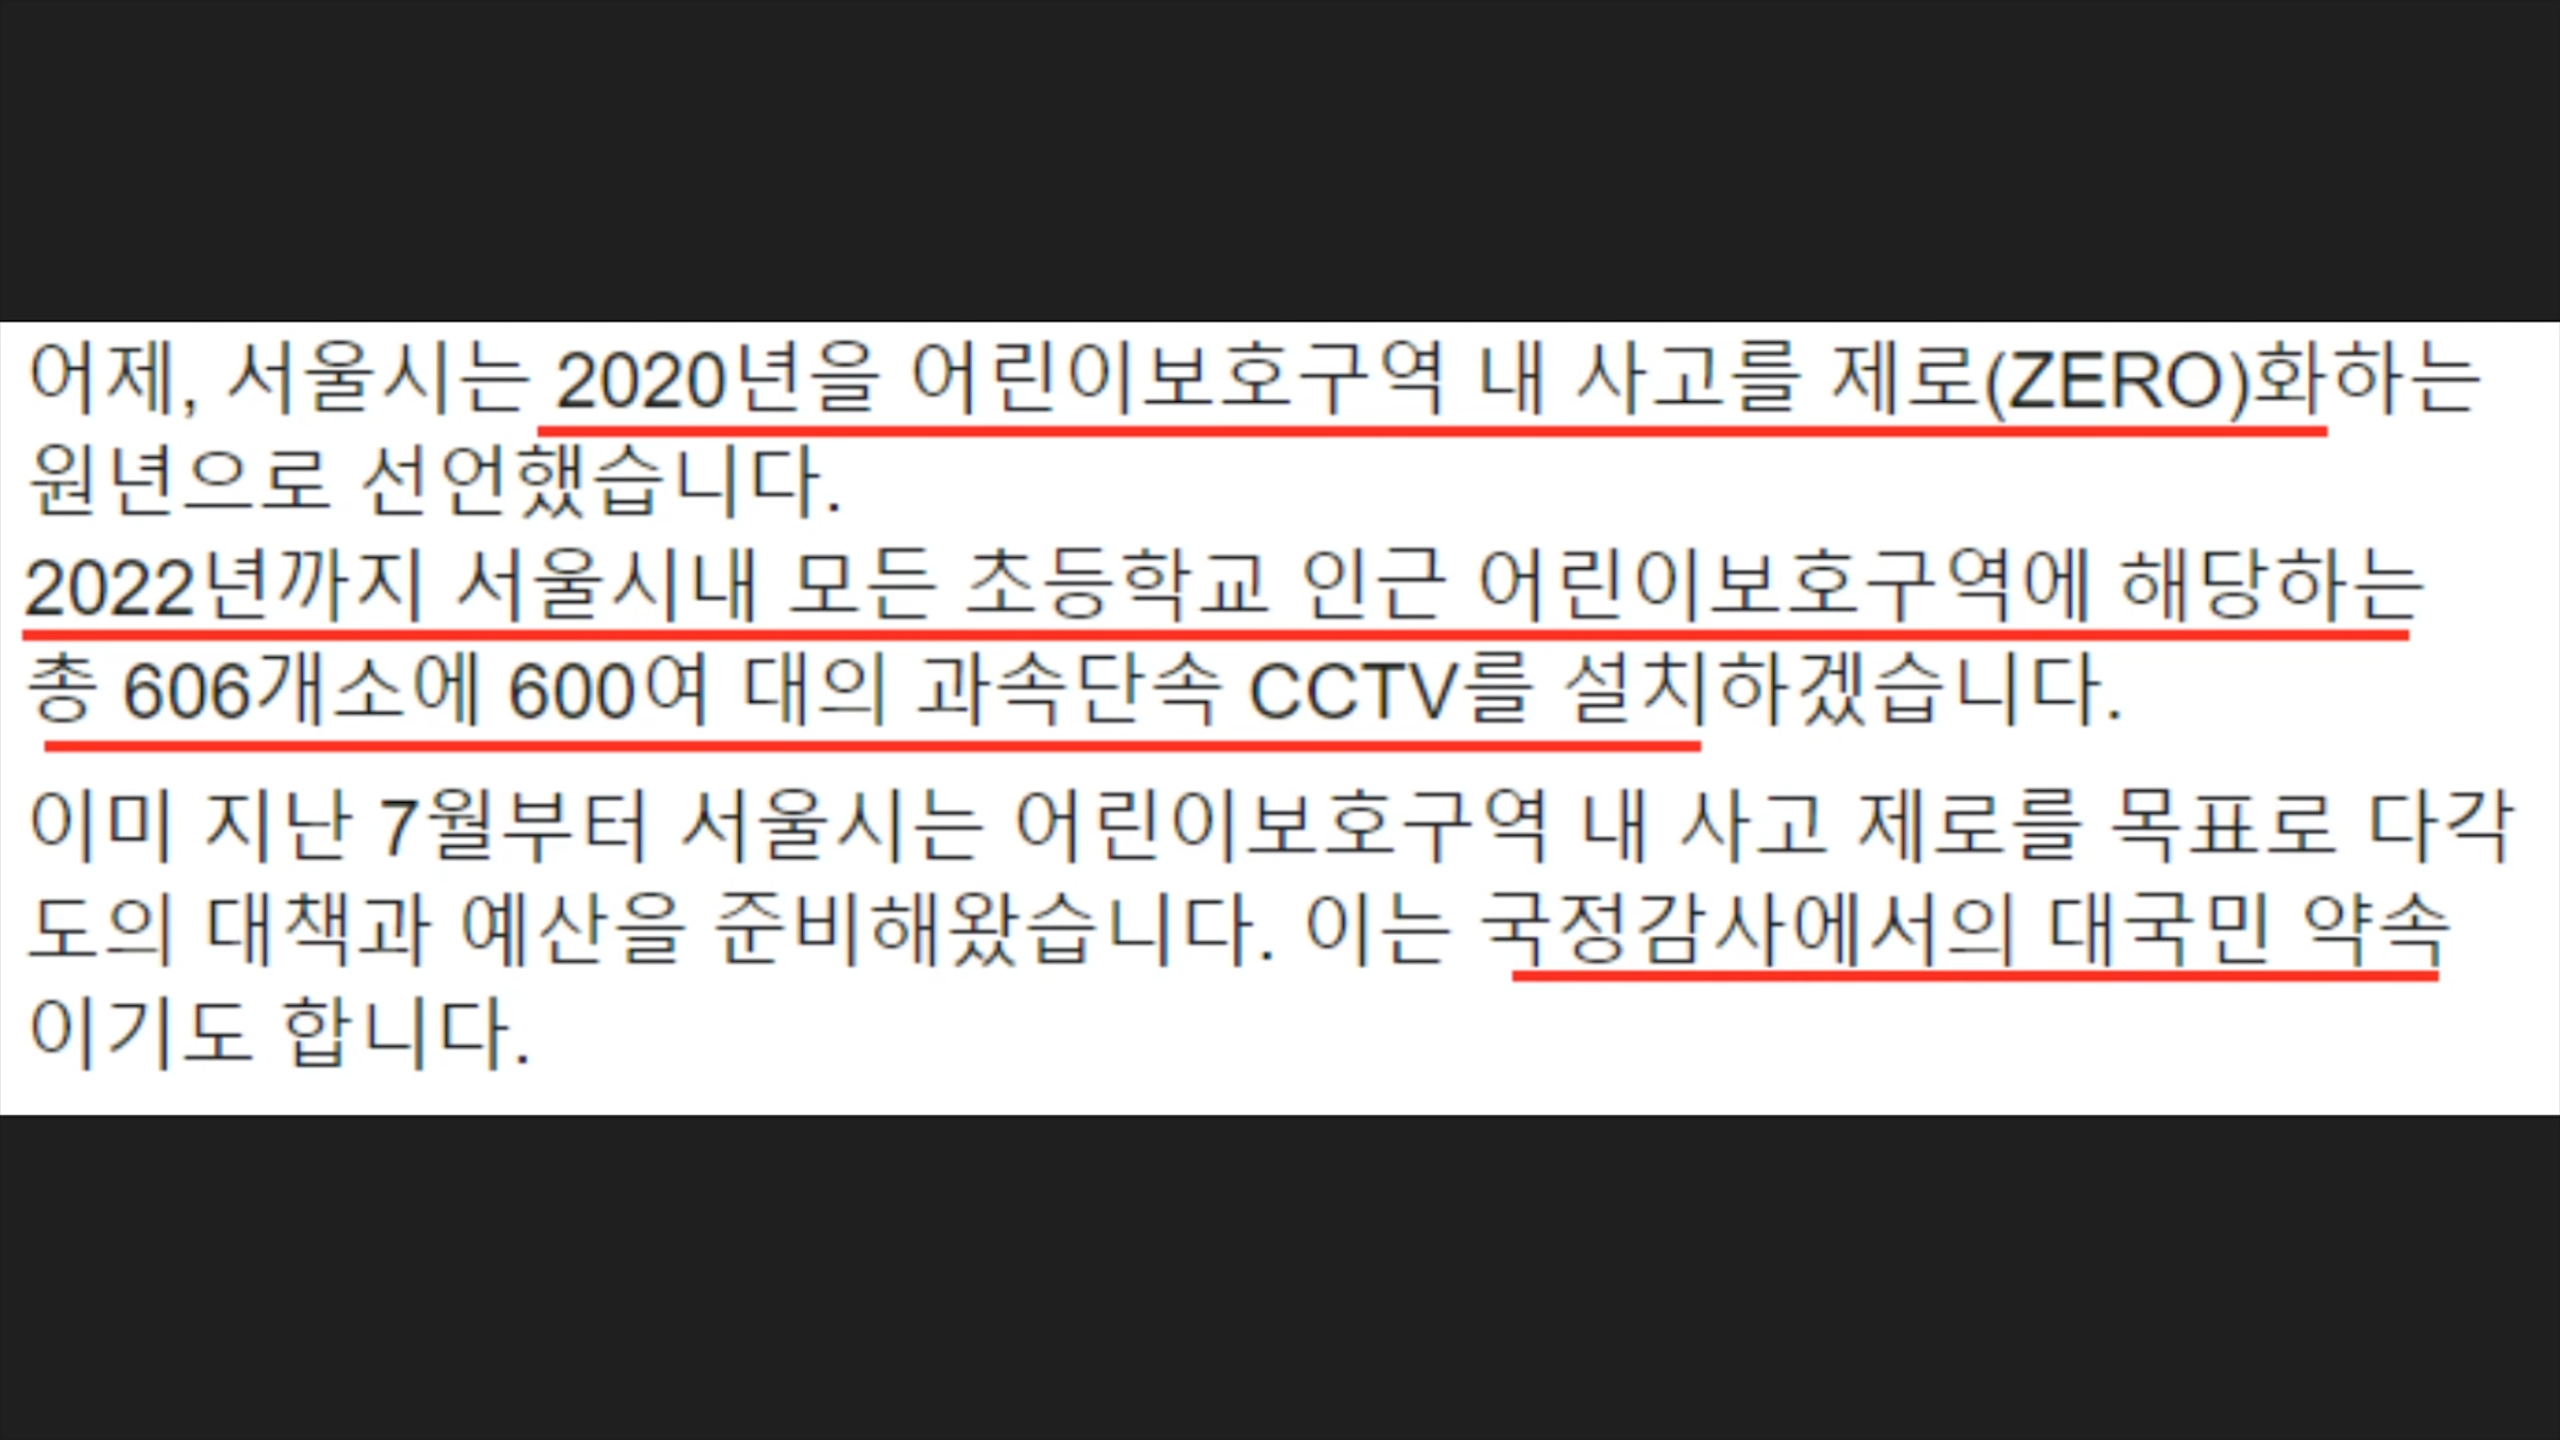 어제, 서울시는 2020년을 어린이보호구역 내 사고를 제로(ZERO)화하는
원년으로 선언했습니다.
2022년까지 서울시내 모든 초등학교 인근 어린이보호구역에 해당하는
총 606개소에 600여 대의 과속단속 CCTV를 설치하겠습니다.
이미 지난 7월부터 서울시는 어린이보호구역 내 사고 제로를 목표로 다각
도의 대책과 예산을 준비해왔습니다. 이는 국정감사에서의 대국민 약속
이기도 합니다.